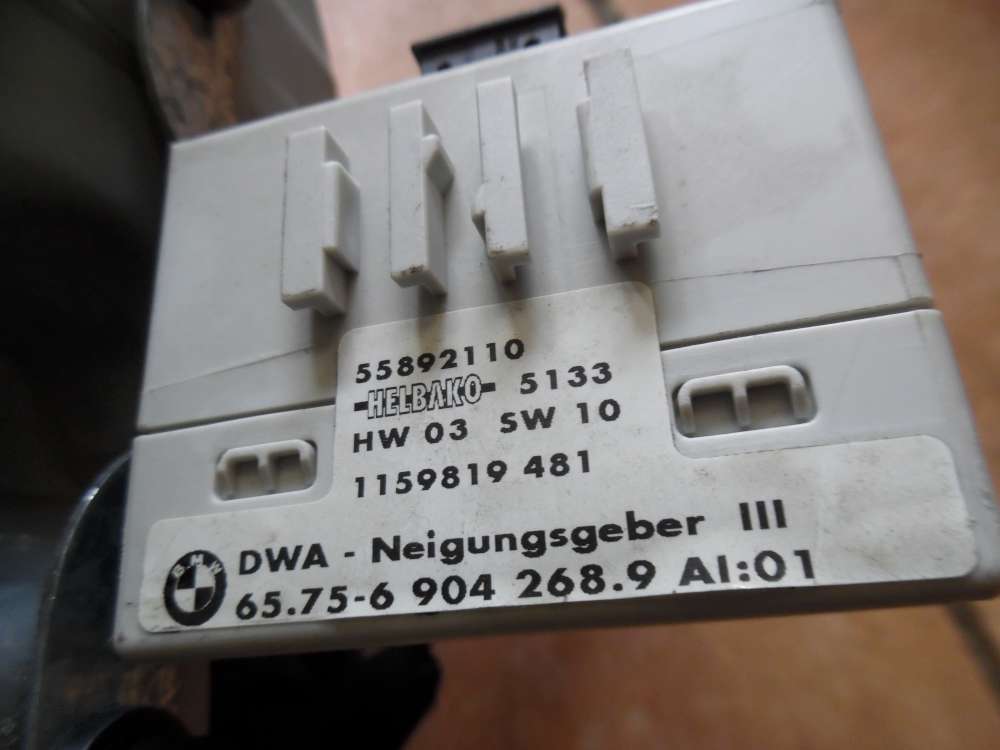 55892110
HELBAKO 5133
HW 03 SW 10
1159819 481
DWA - Neigungsgeber III
BMW 65.75-6 904 268.9 AI:01